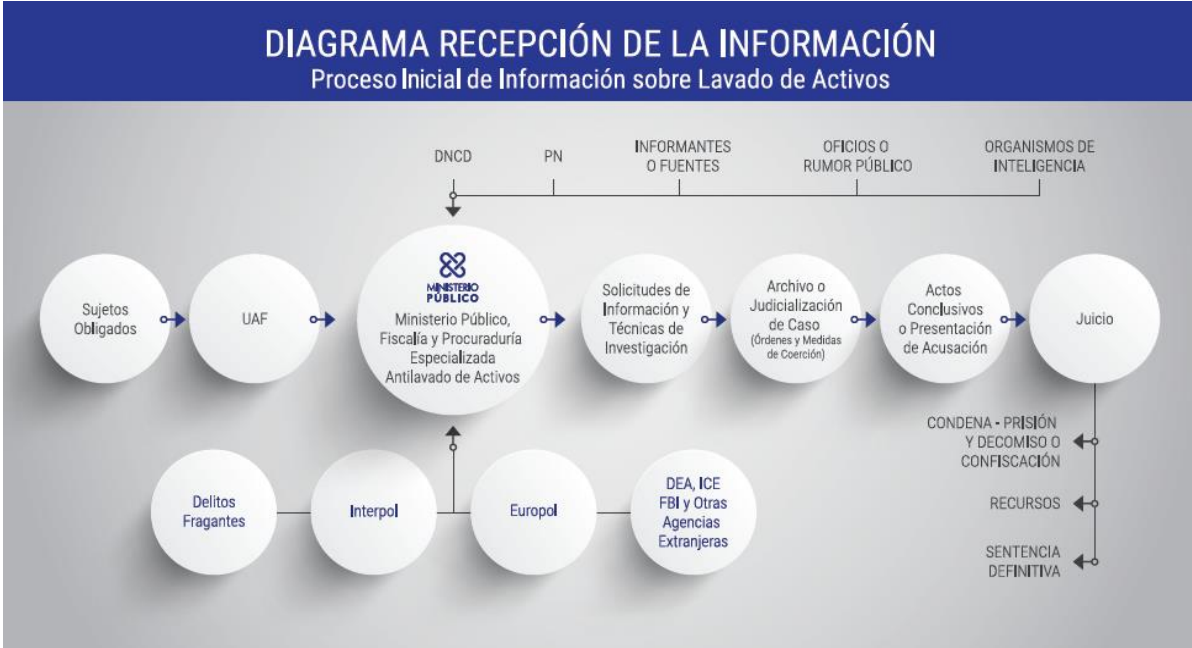 DIAGRAMA RECEPCIÓN DE LA INFORMACIÓN
Proceso Inicial de Información sobre Lavado de Activos
DNCD
PN
INFORMANTES
O FUENTES
OFICIOS O
RUMOR PÚBLICO
ORGANISMOS DE
INTELIGENCIA
Sujetos
Obligados
UAF
MINISTERIO
PÚBLICO
Ministerio Público,
Fiscalía y Procuraduría
Especializada
Antilavado de Activos
Solicitudes de
Información y
Técnicas de
Investigación
Archivo o
Judicialización
de Caso
(Órdenes y Medidas
de Coerción)
Actos
Conclusivos
o Presentación
de Acusación
Juicio
CONDENA - PRISIÓN
Y DECOMISO O
CONFISCACIÓN
RECURSOS
SENTENCIA
DEFINITIVA
Delitos
Fragantes
Interpol
Europol
DEA, ICE
FBI y Otras
Agencias
Extranjeras